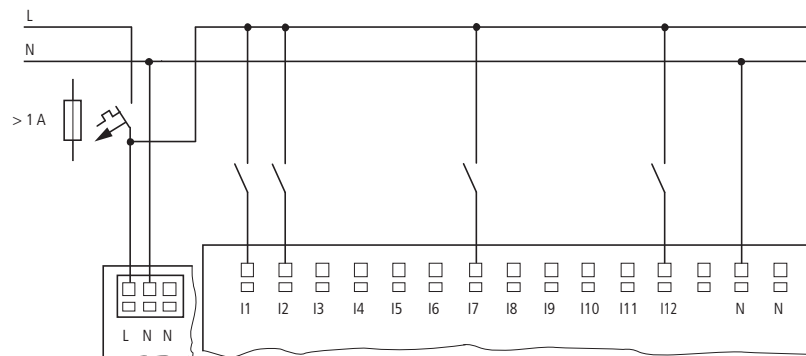 L
N
> 1 A
I1 I2 I3 I4 I5 I6 I7 I8 I9 I10 I11 I12 N N
L N N